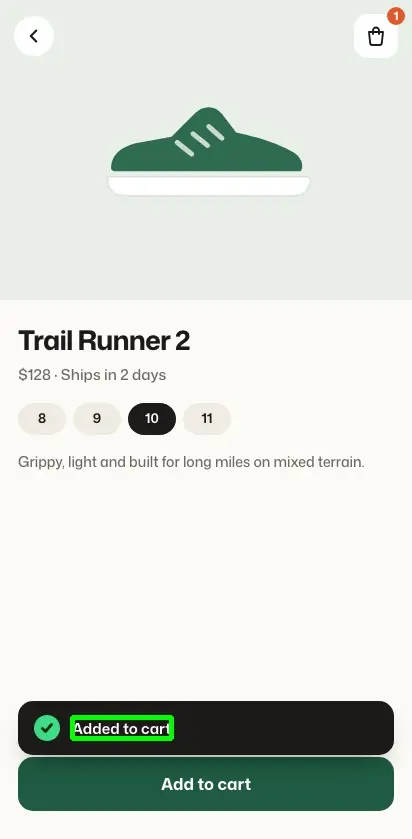 1
Trail Runner 2
$128 · Ships in 2 days
8 9 10 11
Grippy, light and built for long miles on mixed terrain.
Added to cart
Add to cart